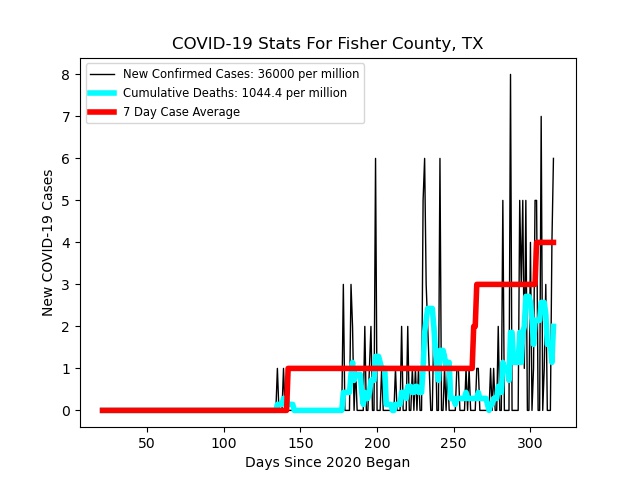 COVID-19 Stats For Fisher County, TX
New Confirmed Cases: 36000 per million
Cumulative Deaths: 1044.4 per million
7 Day Case Average
New COVID-19 Cases
8
7
6
5
4
3
2
1
0
50 100 150 200 250 300
Days Since 2020 Began